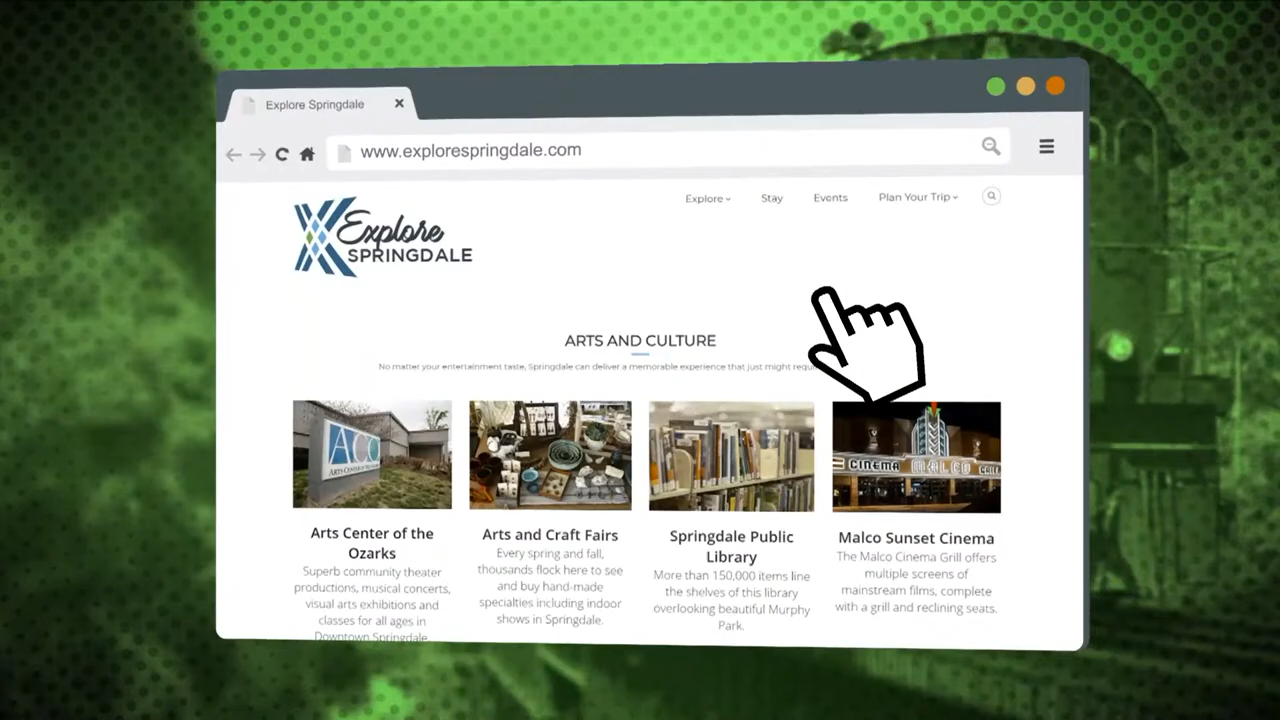 Explore Springdale
www.explorespringdale.com
Explore Stay Events Plan Your Trip
Explore
SPRINGDALE
ARTS AND CULTURE
No matter your entertainment taste, Springdale can deliver a memorable experience that just might
ACO
ARTS CENTER OF THE
CINEMA MALCO GRILL
Arts Center of the
Ozarks
Superb community theater
productions, musical concerts,
visual arts exhibitions and
classes for all ages in
Downtown Springdale.
Arts and Craft Fairs
Every spring and fall,
thousands flock here to see
and buy hand-made
specialties including indoor
shows in Springdale.
Springdale Public
Library
More than 150,000 items line
the shelves of this library
overlooking beautiful Murphy
Park.
Malco Sunset Cinema
The Malco Cinema Grill offers
multiple screens of
mainstream films, complete
with a grill and reclining seats.